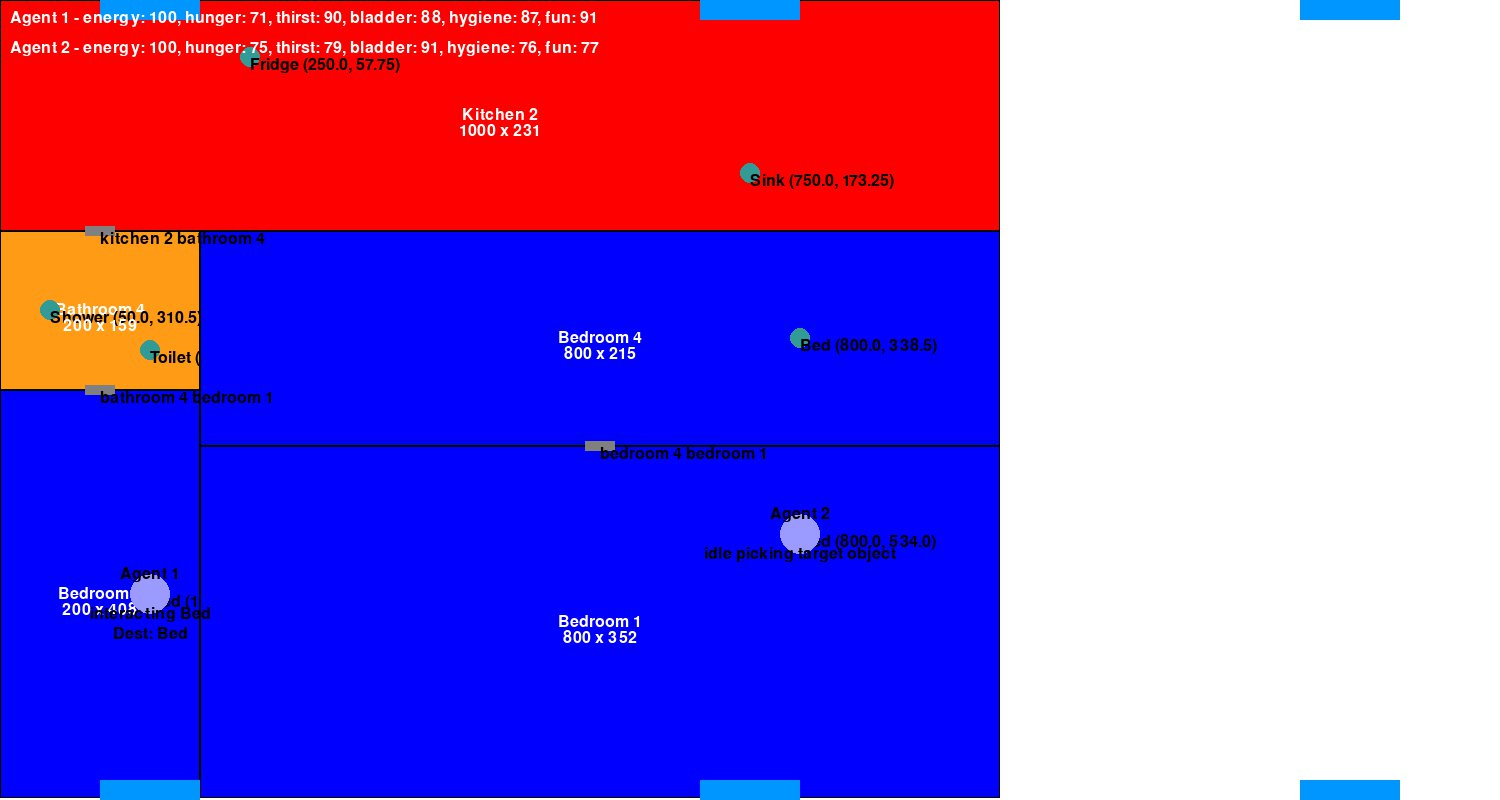 Agent 1 - energy: 100, hunger: 71, thirst: 90, bladder: 88, hygiene: 87, fun: 91
Agent 2 - energy: 100, hunger: 75, thirst: 79, bladder: 91, hygiene: 76, fun: 77
Fridge (250.0, 57.75)
Kitchen 2
1000 x 231
Sink (750.0, 173.25)
kitchen 2 bathroom 4
Bathroom 4
Shower (50.0, 310.5)
200 x 159
Toilet (
Bedroom 4
800 x 215
Bed (800.0, 338.5)
bathroom 4 bedroom 1
bedroom 4 bedroom 1
Agent 2
(800.0, 534.0)
idle picking target object
Agent 1
Bedroom
200 x 408
interacting Bed
Dest: Bed
Bedroom 1
800 x 352